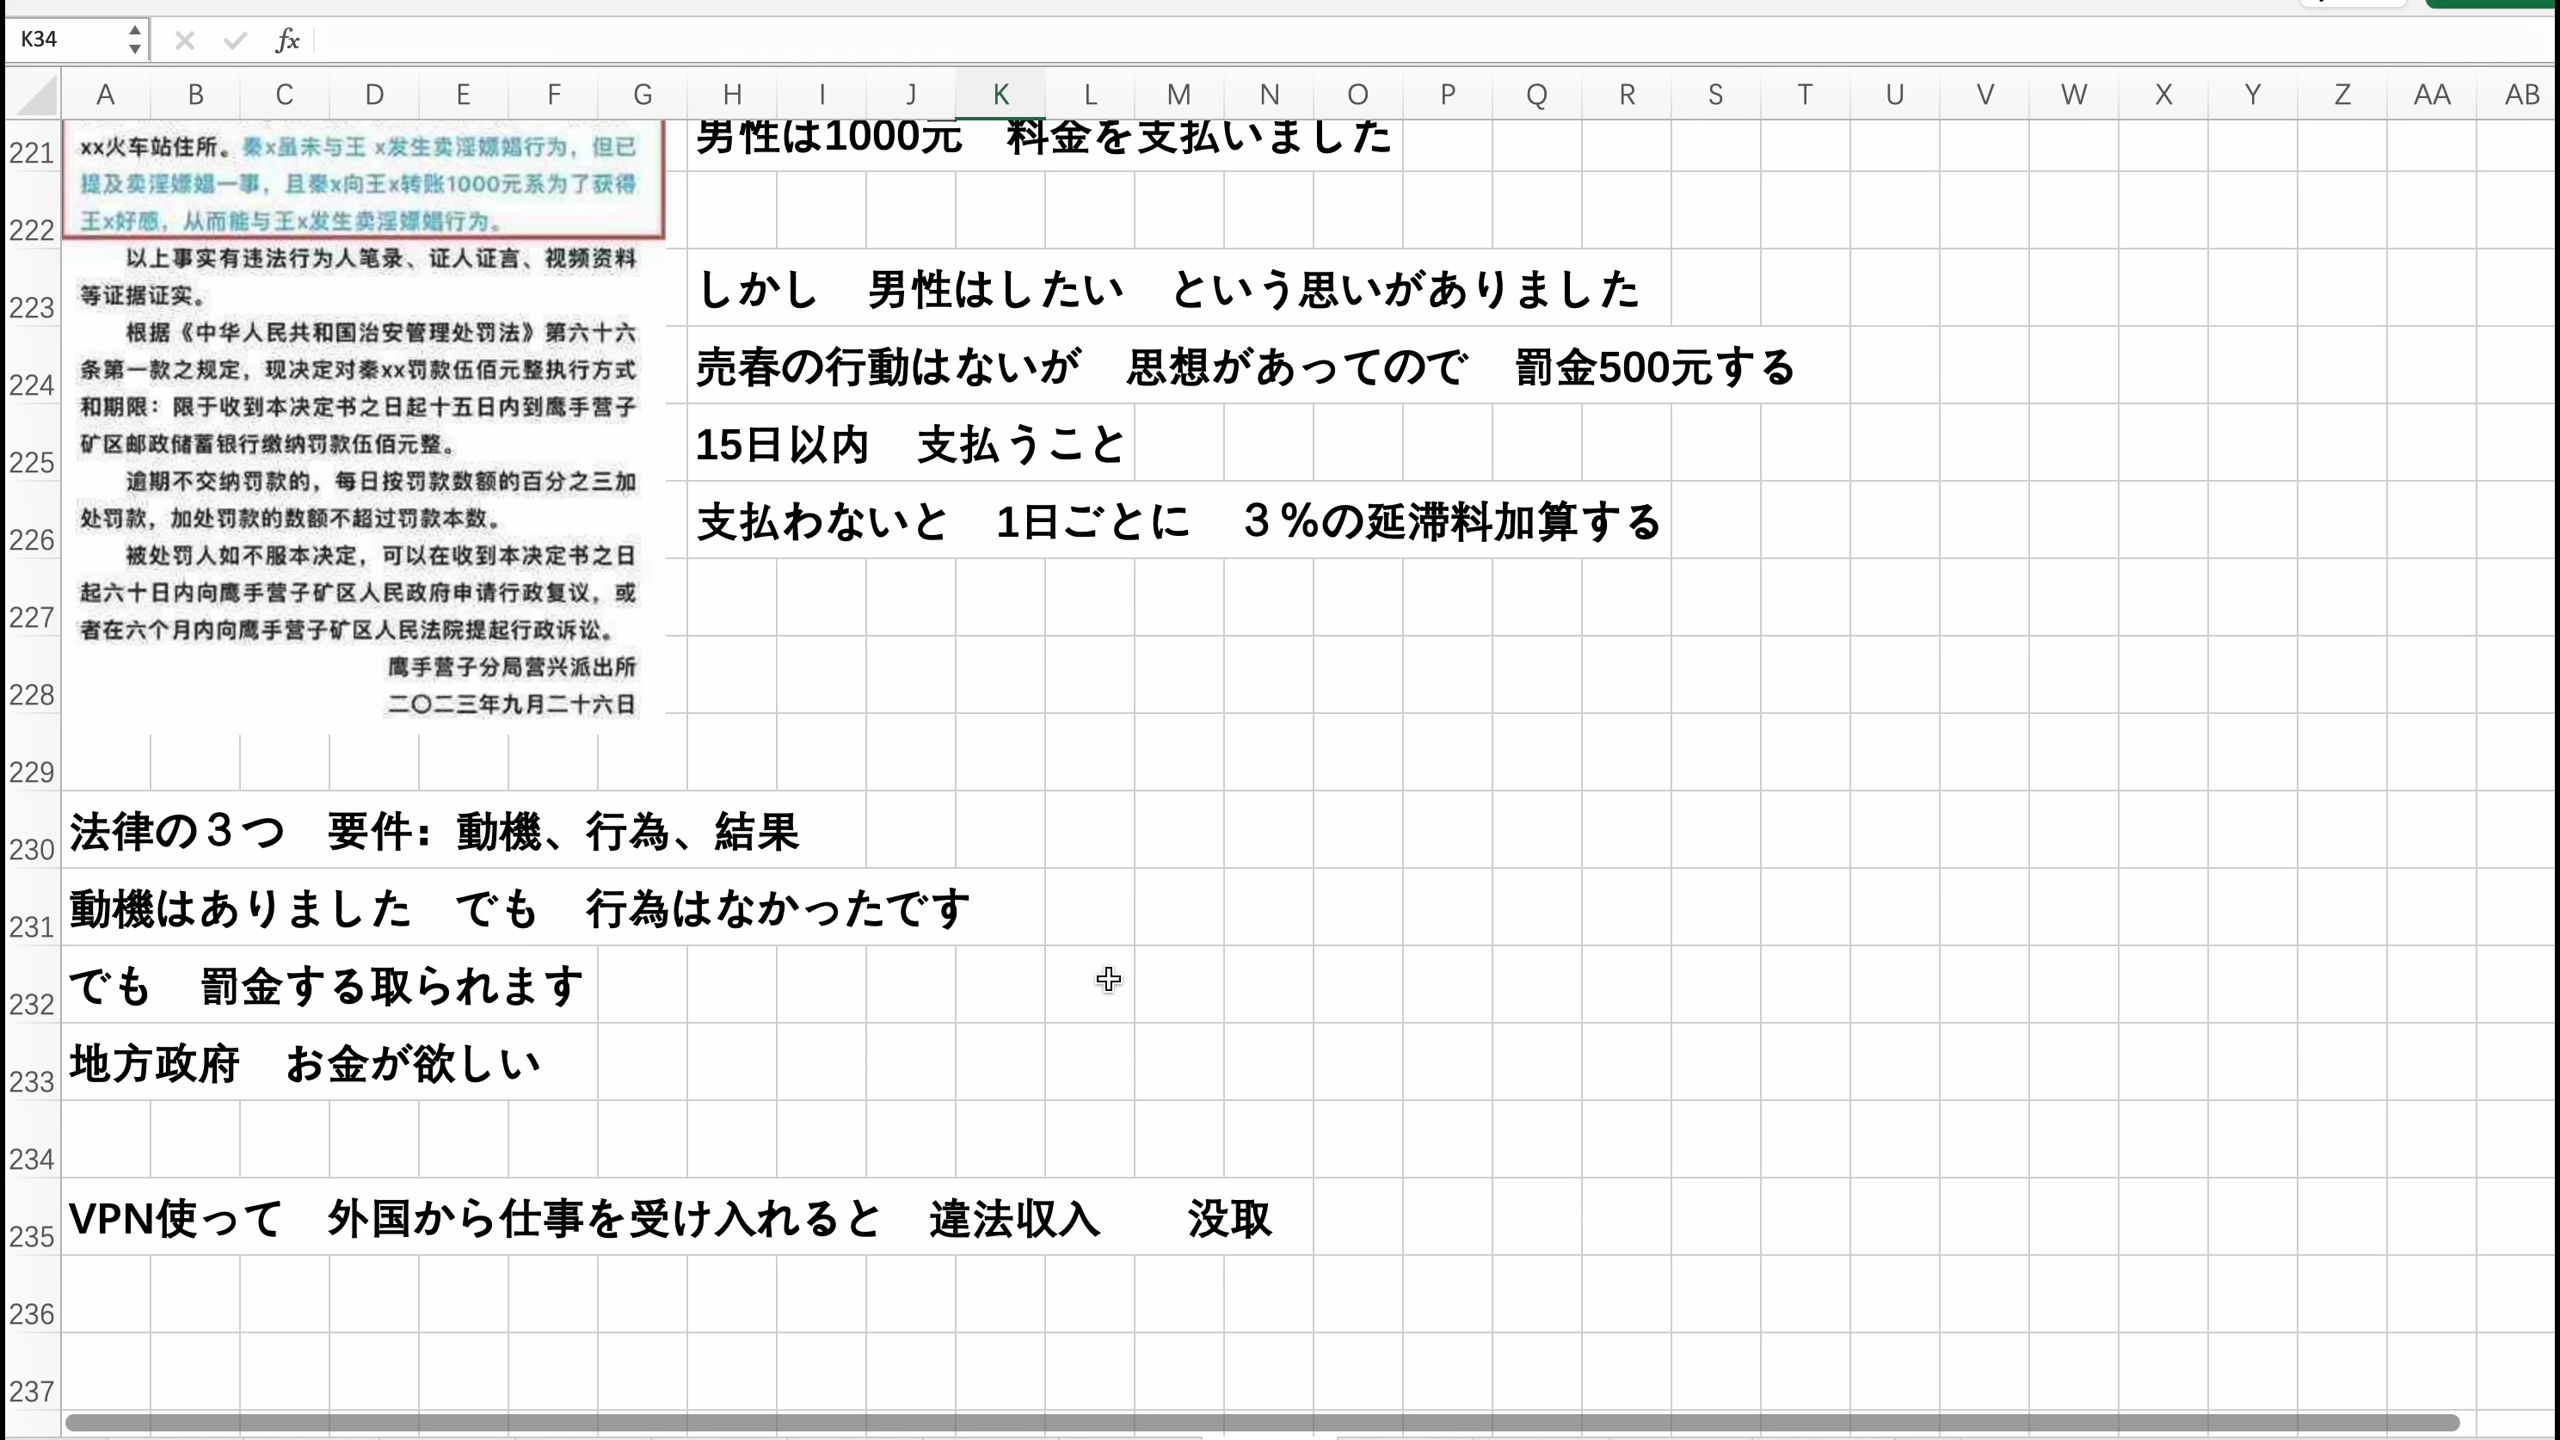 K34
fx
A B C D E F G H I J K L M N O P Q R S T U V W X Y Z AA AB
221
xx火车站住所。秦x虽未与王 x发生卖淫嫖娼行为，但已
提及卖淫嫖娼一事，且秦x向王x转账1000元系为了获得
王x好感，从而能与王x发生卖淫嫖娼行为。
以上事实有违法行为人笔录、证人证言、视频资料
等证据证实。
根据《中华人民共和国治安管理处罚法》第六十六
条第一款之规定，现决定对秦xx罚款伍佰元整执行方式
和期限：限于收到本决定书之日起十五日内到鹰手营子
矿区邮政储蓄银行缴纳罚款伍佰元整。
逾期不交纳罚款的，每日按罚款数额的百分之三加
处罚款，加处罚款的数额不超过罚款本数。
被处罚人如不服本决定，可以在收到本决定书之日
起六十日内向鹰手营子矿区人民政府申请行政复议，或
者在六个月内向鹰手营子矿区人民法院提起行政诉讼。
鹰手营子分局营兴派出所
二〇二三年九月二十六日
男性は1000元　料金を支払いました
222
223
しかし　男性はしたい　という思いがありました
224
売春の行動はないが　思想があってので　罰金500元する
225
15日以内　支払うこと
226
支払わないと　1日ごとに　３％の延滞料加算する
227
228
229
230
法律の３つ　要件：動機、行為、結果
231
動機はありました　でも　行為はなかったです
232
でも　罰金する取られます
233
地方政府　お金が欲しい
234
235
VPN使って　外国から仕事を受け入れると　違法収入　　没取
236
237